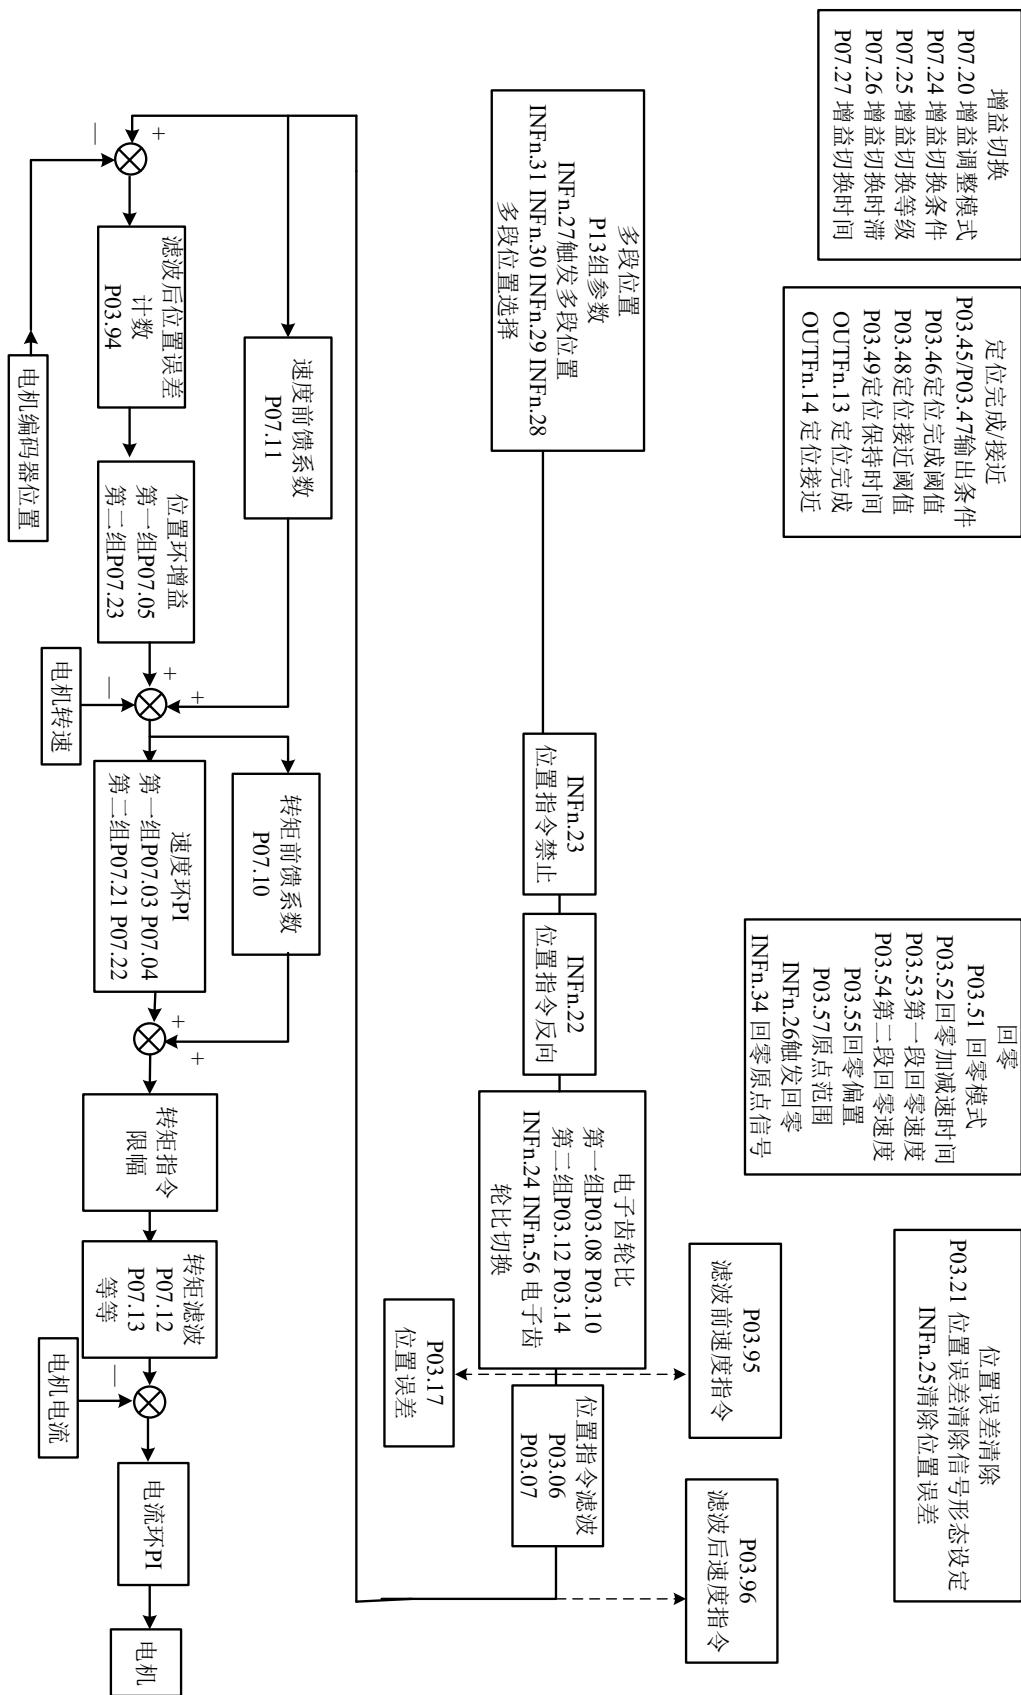 增益切换
P07.20 增益调整模式
P07.24 增益切换条件
P07.25 增益切换等级
P07.26 增益切换时滞
P07.27 增益切换时间
定位完成/接近
P03.45/P03.47输出条件
P03.46定位完成阈值
P03.48定位接近阈值
P03.49定位保持时间
OUTFn.13 定位完成
OUTFn.14 定位接近
回零
P03.51 回零模式
P03.52回零加减速时间
P03.53第一段回零速度
P03.54第二段回零速度
P03.55回零偏置
P03.57原点范围
INFn.26触发回零
INFn.34 回零原点信号
位置误差清除
P03.21 位置误差清除信号形态设定
INFn.25清除位置误差
多段位置
P13组参数
INFn.27触发多段位置
INFn.31 INFn.30 INFn.29 INFn.28
多段位置选择
INFn.23
位置指令禁止
INFn.22
位置指令反向
电子齿轮比
第一组P03.08 P03.10
第二组P03.12 P03.14
INFn.24 INFn.56 电子齿
轮比切换
P03.95
滤波前速度指令
P03.17
位置误差
位置指令滤波
P03.06
P03.07
P03.96
滤波后速度指令
速度前馈系数
P07.11
转矩前馈系数
P07.10
+
—
滤波后位置误差
计数
P03.94
电机编码器位置
位置环增益
第一组P07.05
第二组P07.23
+
+
—
电机转速
速度环PI
第一组P07.03 P07.04
第二组P07.21 P07.22
+
+
转矩指令
限幅
转矩滤波
P07.12
P07.13
等等
—
电机电流
电流环PI
电机